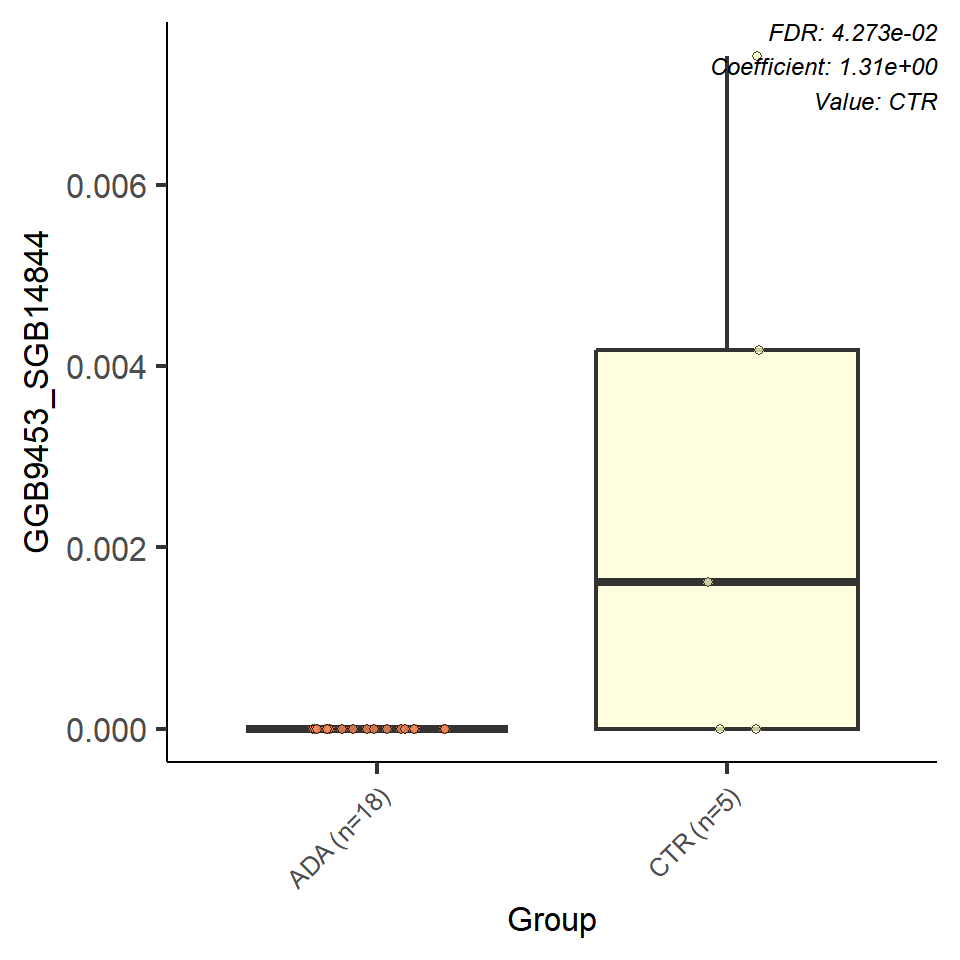 FDR: 4.273e-02
Coefficient: 1.31e+00
Value: CTR
0.006
0.004
0.002
0.000
GGB9453_SGB14844
ADA (n=18)
CTR (n=5)
Group